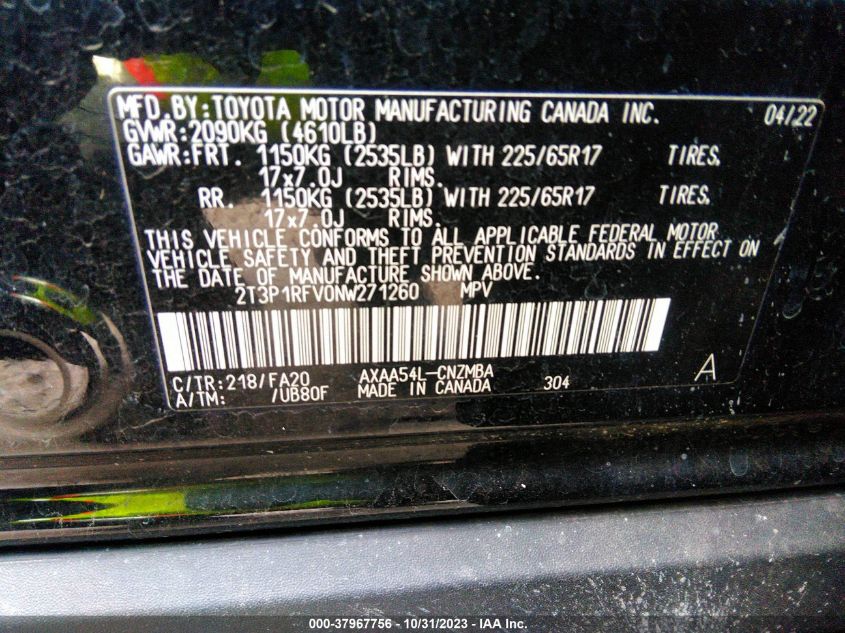 MFD. BY: TOYOTA MOTOR MANUFACTURING CANADA INC. 04/22
GVWR: 2090KG (4610LB)
GAWR: FRT. 1150KG (2535LB) WITH 225/65R17 TIRES.
17x7.0J RIMS.
RR. 1150KG (2535LB) WITH 225/65R17 TIRES.
17x7.0J RIMS.
THIS VEHICLE CONFORMS TO ALL APPLICABLE FEDERAL MOTOR
VEHICLE SAFETY AND THEFT PREVENTION STANDARDS IN EFFECT ON
THE DATE OF MANUFACTURE SHOWN ABOVE.
2T3P1RFV0NW271260 MPV
C/TR: 218/FA20 AXAA54L-CNZMBA A
A/TM: /UB80F MADE IN CANADA 304
000-37967756 - 10/31/2023 - IAA Inc.